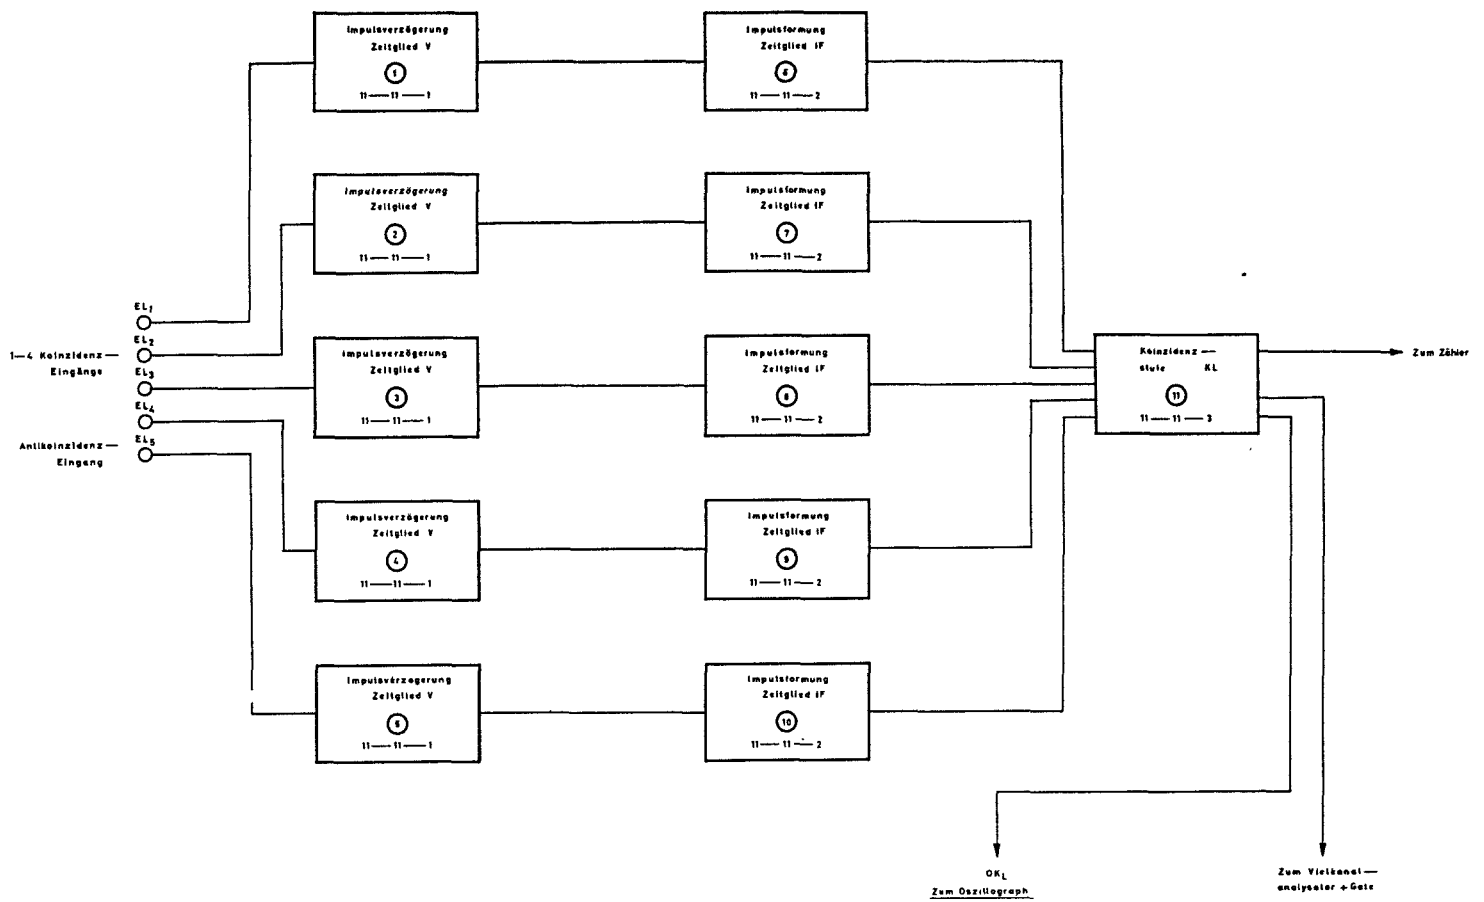 Impulsverzögerung
Zeitglied V
1
11—11—1
Impulsformung
Zeitglied IF
6
11—11—2
Impulsverzögerung
Zeitglied V
2
11—11—1
Impulsformung
Zeitglied IF
7
11—11—2
EL1
1—4 Koinzidenz—
Eingänge
EL2
EL3
EL4
Antikoinzidenz—
Eingang
EL5
Impulsverzögerung
Zeitglied V
3
11—11—1
Impulsformung
Zeitglied IF
8
11—11—2
Koinzidenz—
stufe KL
11
11—11—3
Zum Zähler
Impulsverzögerung
Zeitglied V
4
11—11—1
Impulsformung
Zeitglied IF
9
11—11—2
Impulsverzögerung
Zeitglied V
5
11—11—1
Impulsformung
Zeitglied IF
10
11—11—2
OKL
Zum Oszillograph
Zum Vielkanal—
analysator + Gate